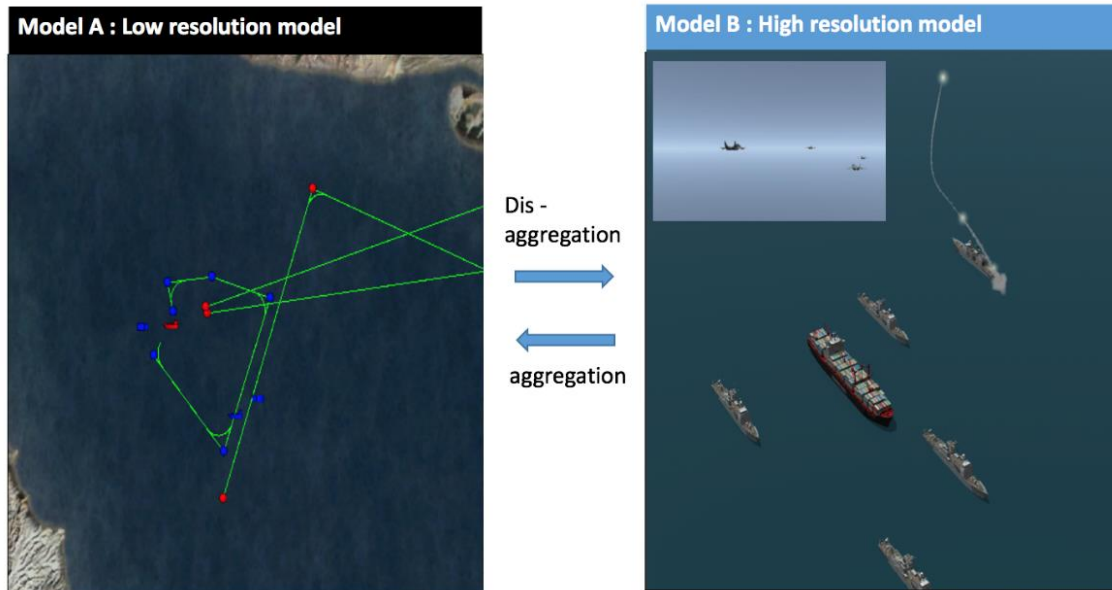 Model A : Low resolution model
Model B : High resolution model
Dis -
aggregation
aggregation